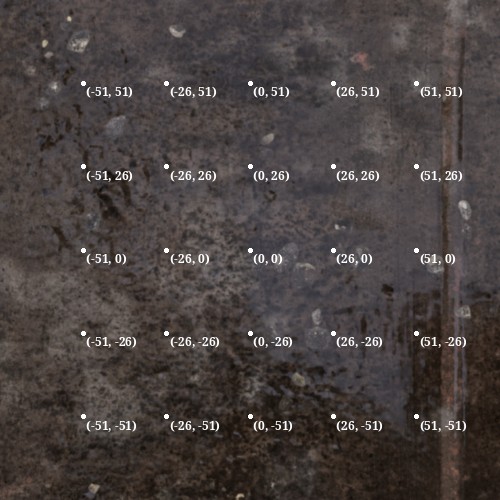 (-51, 51) (-26, 51) (0, 51) (26, 51) (51, 51)
(-51, 26) (-26, 26) (0, 26) (26, 26) (51, 26)
(-51, 0) (-26, 0) (0, 0) (26, 0) (51, 0)
(-51, -26) (-26, -26) (0, -26) (26, -26) (51, -26)
(-51, -51) (-26, -51) (0, -51) (26, -51) (51, -51)